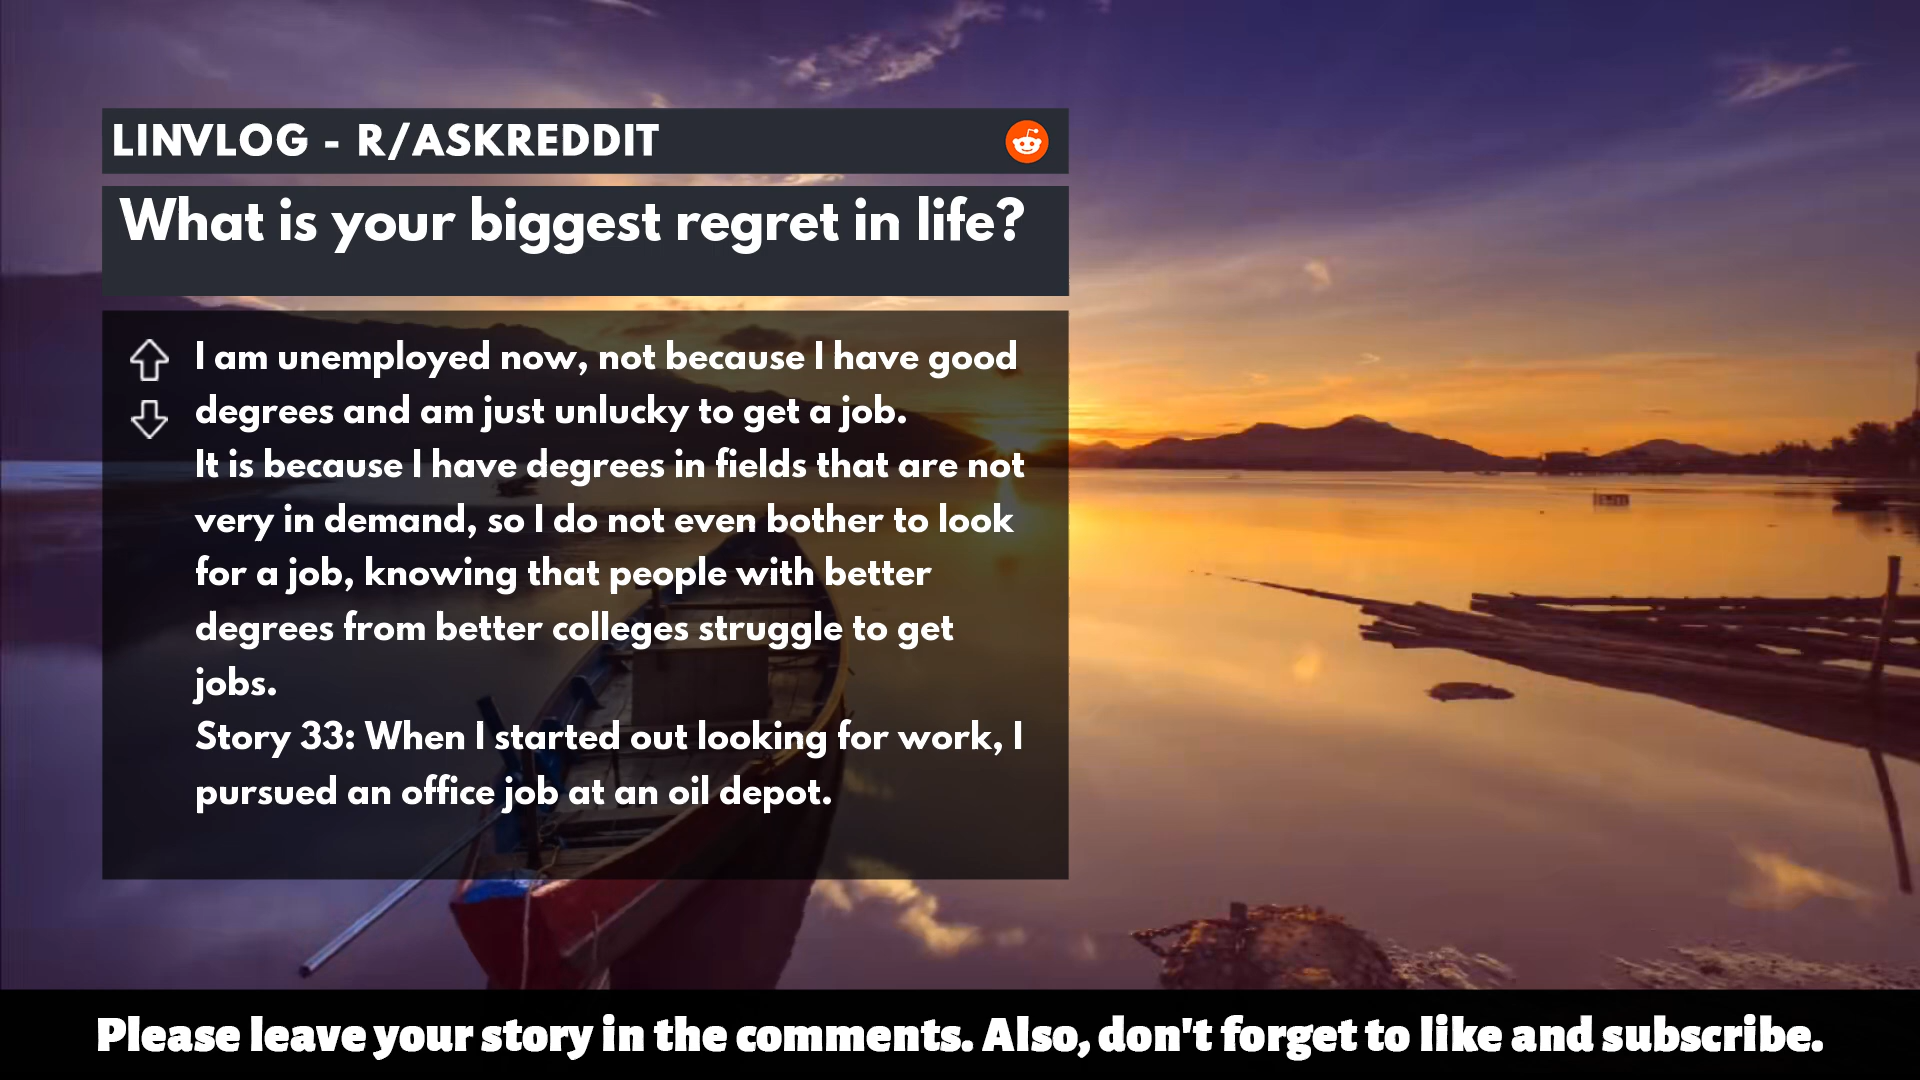 LINVLOG - R/ASKREDDIT
What is your biggest regret in life?
I am unemployed now, not because I have good
degrees and am just unlucky to get a job.
It is because I have degrees in fields that are not
very in demand, so I do not even bother to look
for a job, knowing that people with better
degrees from better colleges struggle to get
jobs.
Story 33: When I started out looking for work, I
pursued an office job at an oil depot.
Please leave your story in the comments. Also, don't forget to like and subscribe.